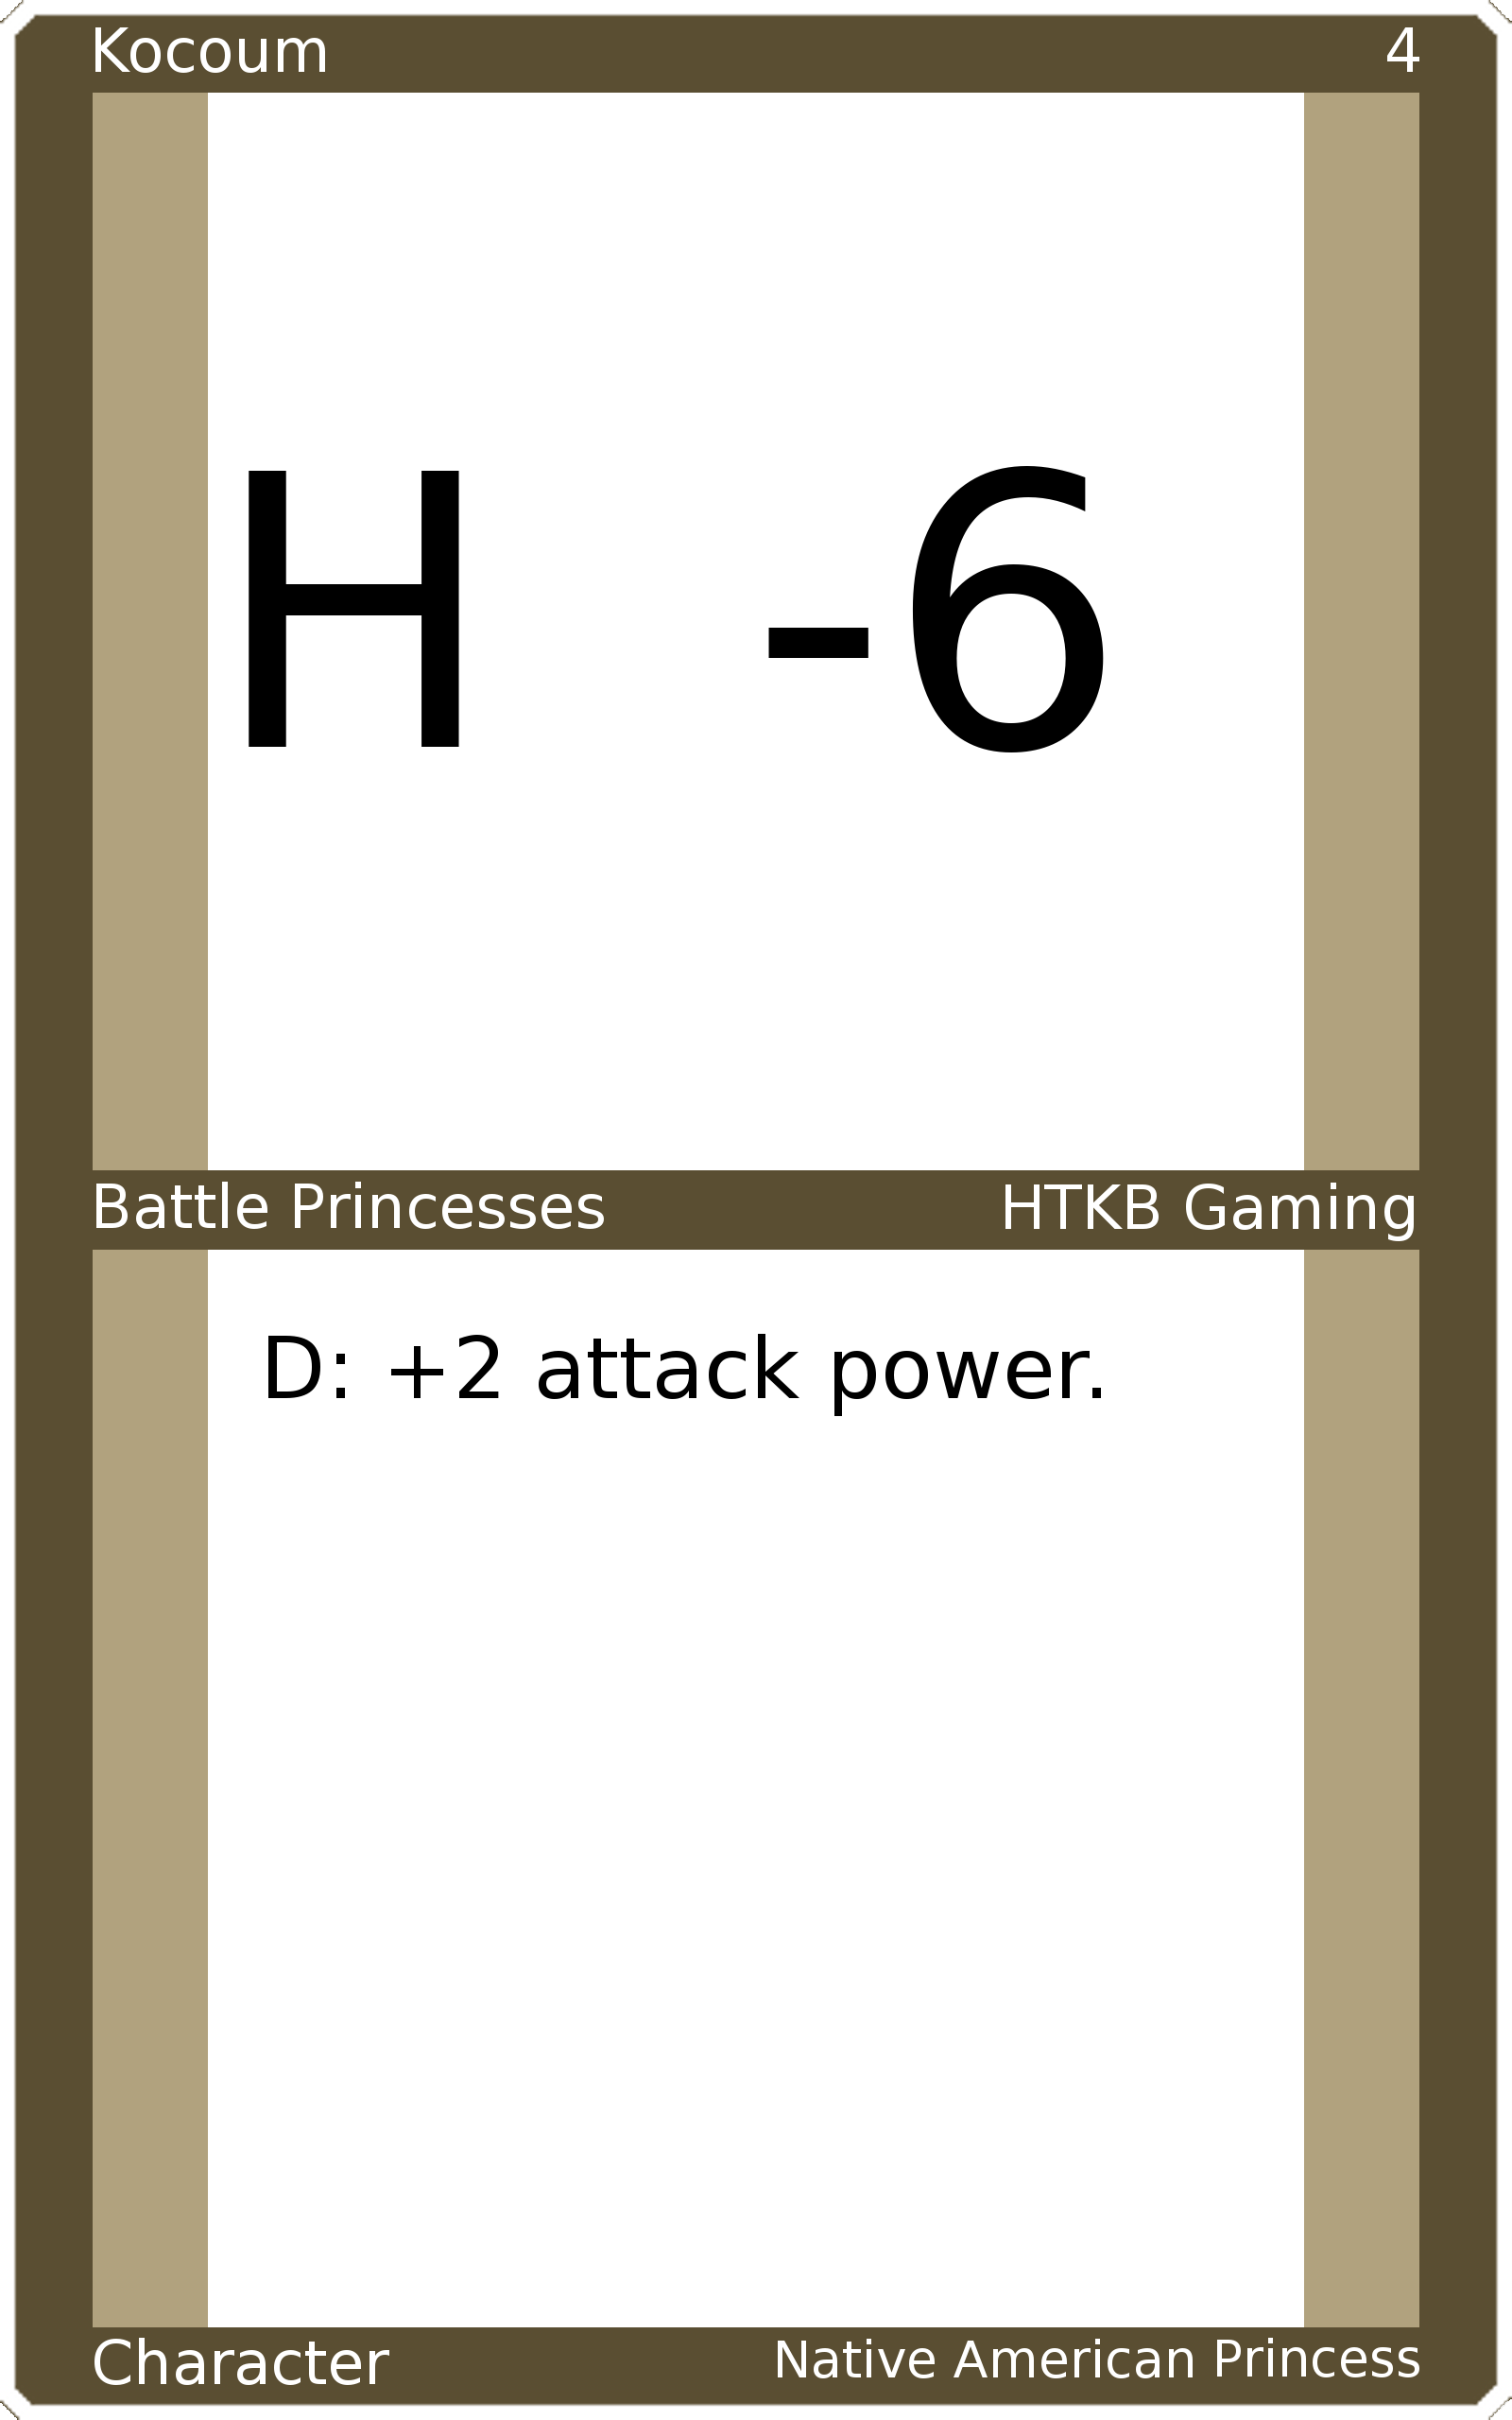 Kocoum 4
H -6
Battle Princesses HTKB Gaming
D: +2 attack power.
Character Native American Princess